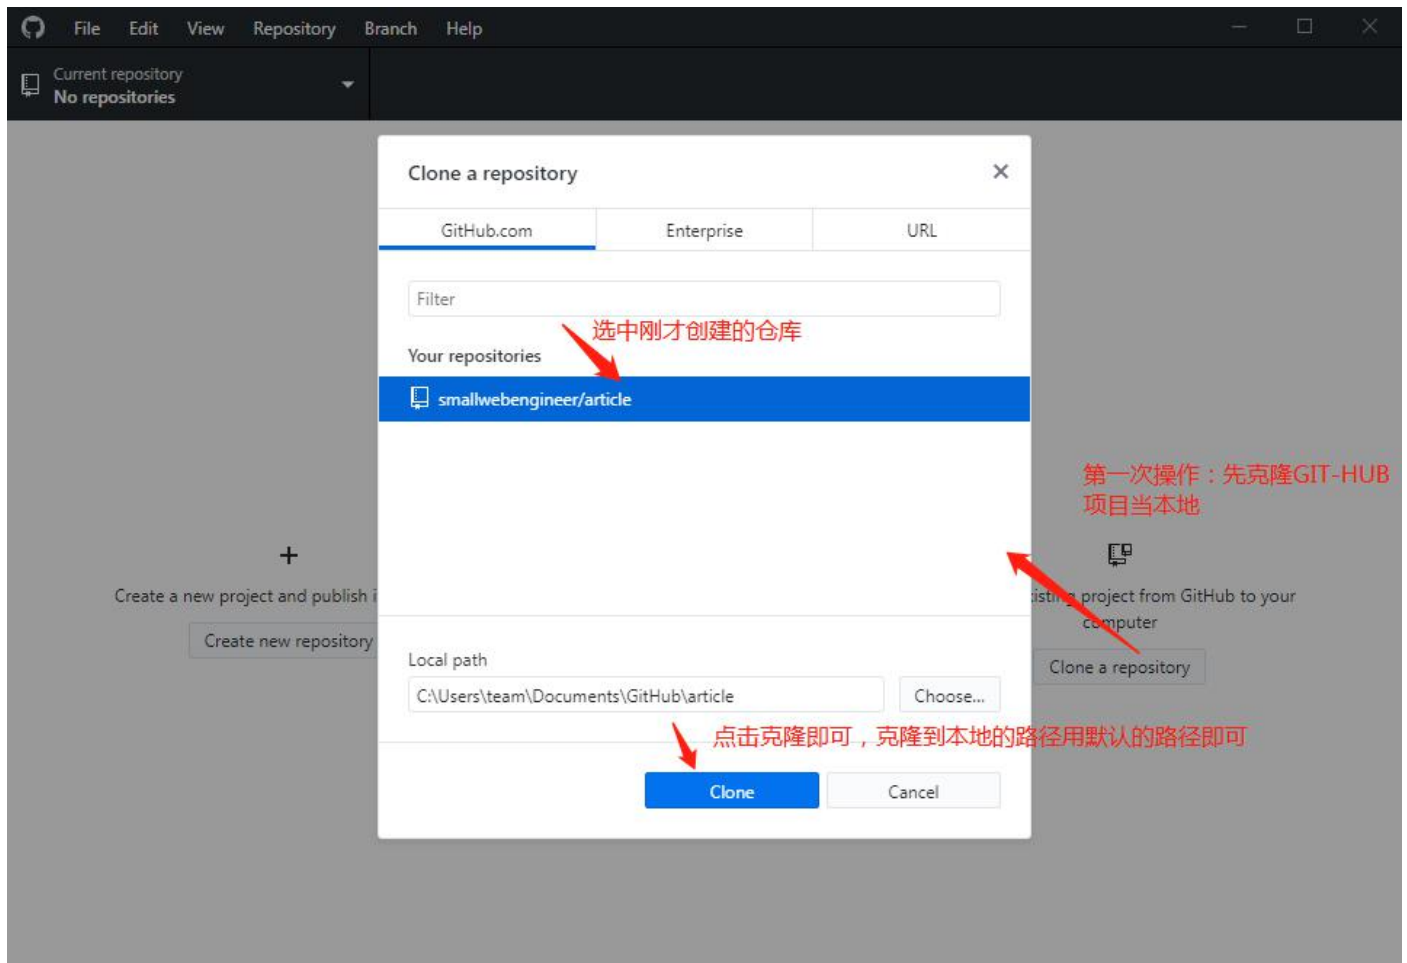 File Edit View Repository Branch Help
Current repository
No repositories
Clone a repository
GitHub.com Enterprise URL
Filter
选中刚才创建的仓库
Your repositories
smallwebengineer/article
第一次操作：先克隆GIT-HUB
项目当本地
Create a new project and publish i
Create new repository
isting project from GitHub to your
computer
Clone a repository
Local path
C:\Users\team\Documents\GitHub\article
Choose...
点击克隆即可，克隆到本地的路径用默认的路径即可
Clone Cancel